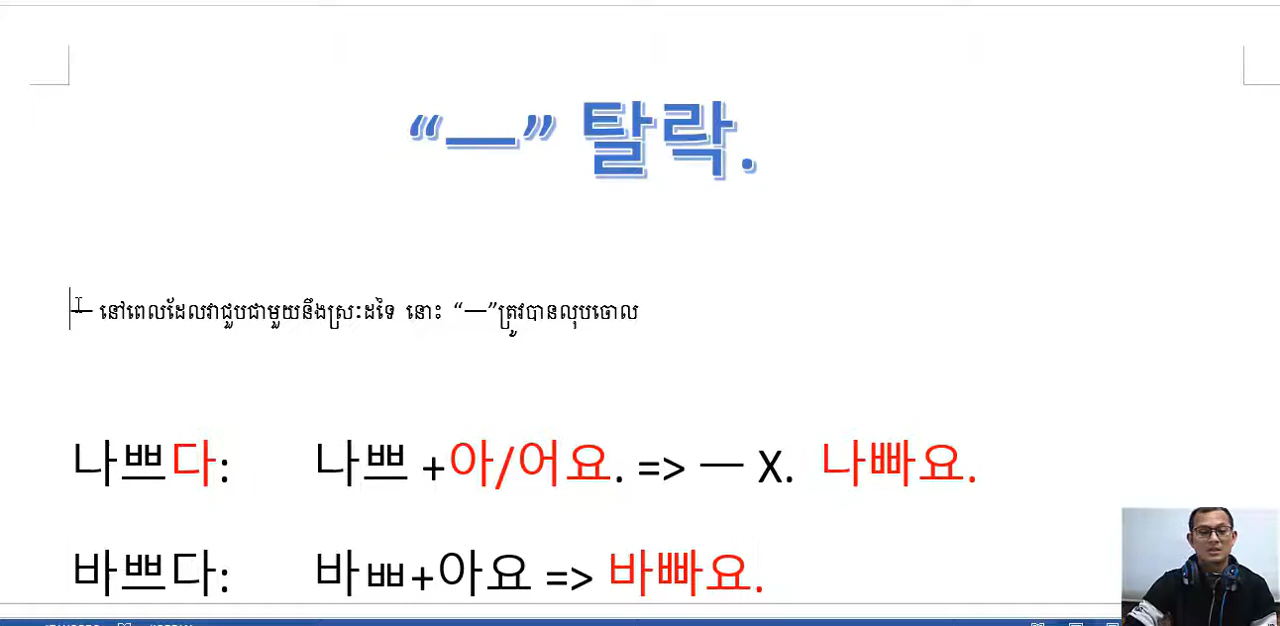 “ㅡ” 탈락.
ㅡ នៅពេលដែលវាជួបជាមួយនឹងស្រៈដទៃ នោះ “ㅡ”ត្រូវបានលុបចោល
나쁘다: 나쁘 +아/어요. => ㅡ X. 나빠요.
바쁘다: 바ㅃ+아요 => 바빠요.